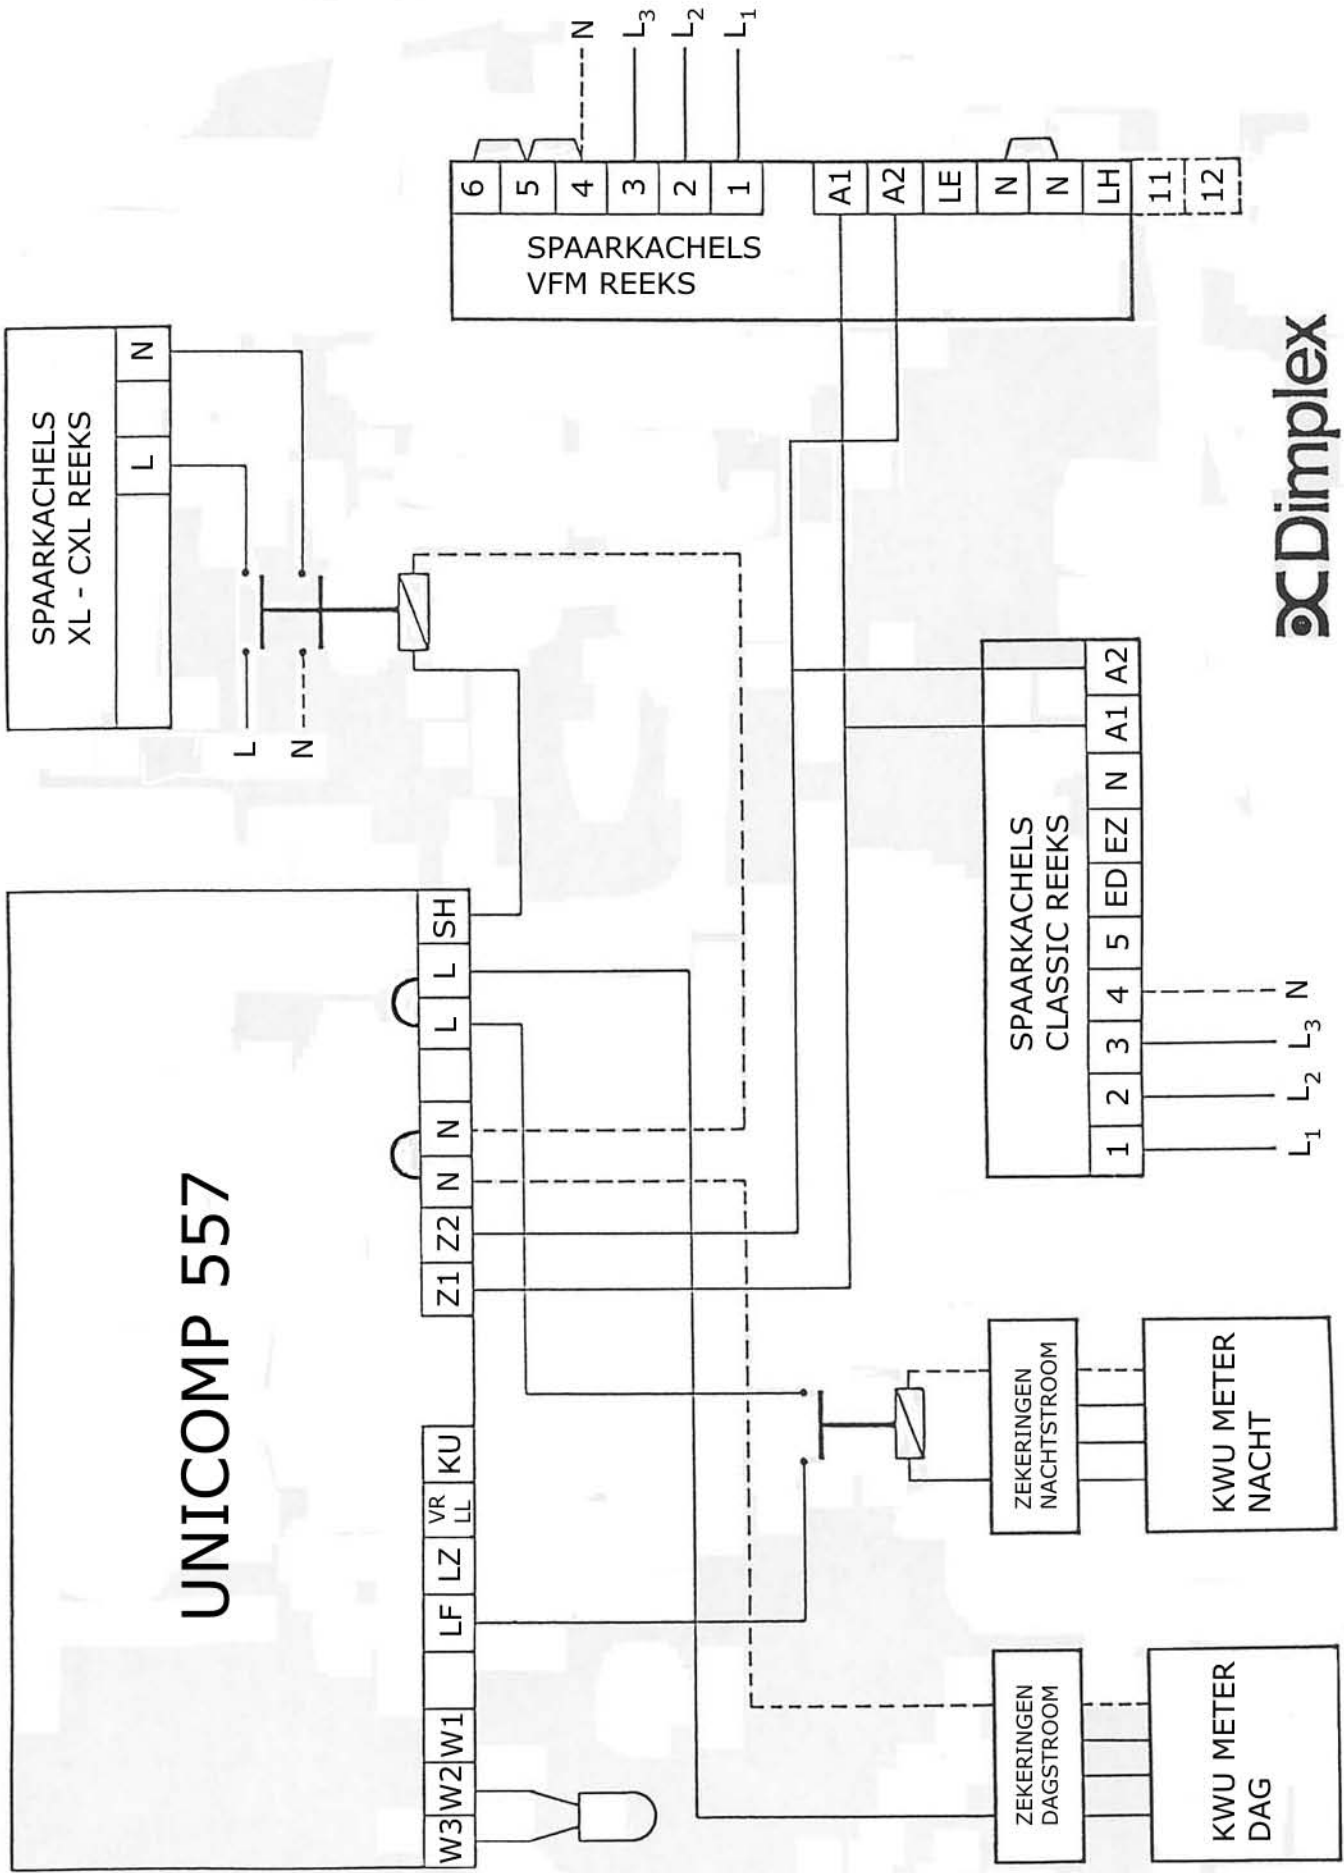 UNICOMP 557
W3 W2 W1 LF LZ VR LL KU Z1 Z2 N N L L SH
SPAARKACHELS
XL - CXL REEKS
L N
L
N
ZEKERINGEN
DAGSTROOM
KWU METER
DAG
ZEKERINGEN
NACHTSTROOM
KWU METER
NACHT
SPAARKACHELS
CLASSIC REEKS
1 2 3 4 5 ED EZ N A1 A2
L1 L2 L3 N
SPAARKACHELS
VFM REEKS
6
5
4
3
2
1
A1
A2
LE
N
N
LH
11
12
N
L3
L2
L1
Dimplex